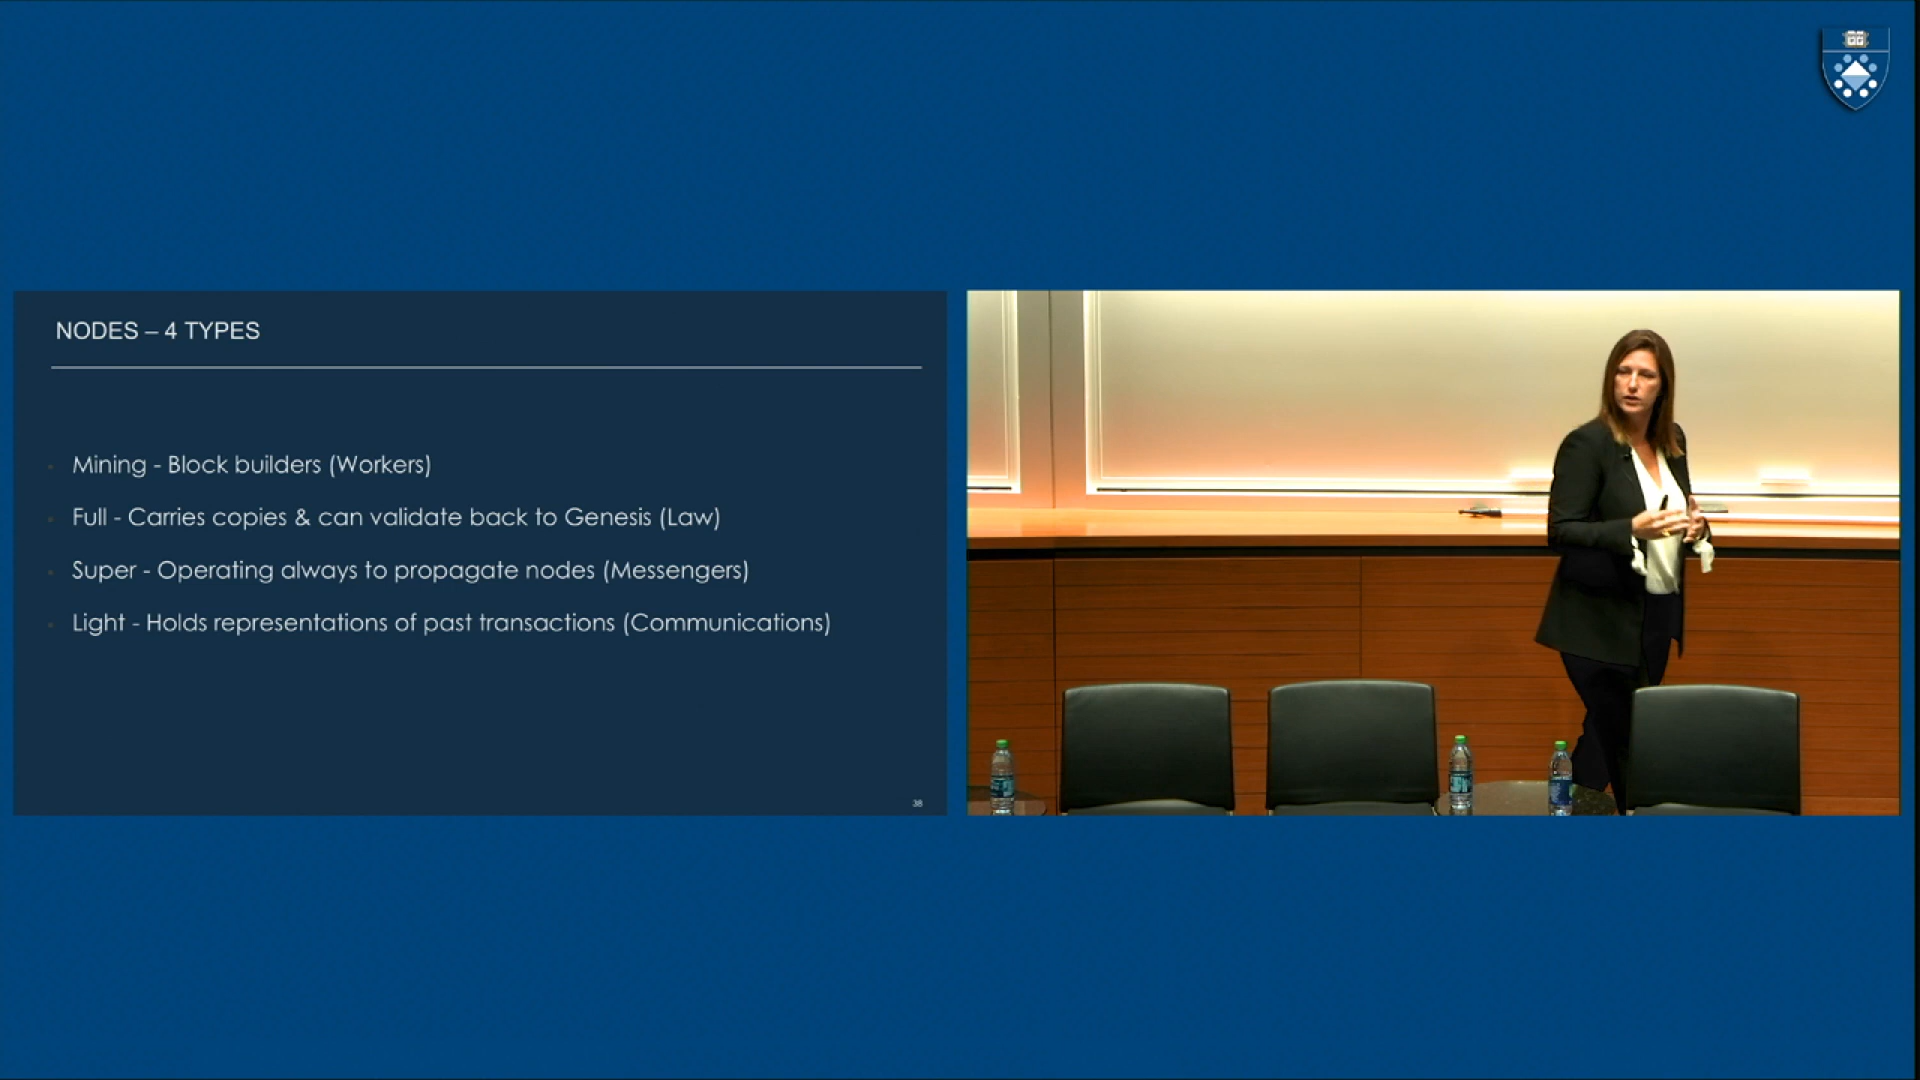 NODES – 4 TYPES
Mining - Block builders (Workers)
Full - Carries copies & can validate back to Genesis (Law)
Super - Operating always to propagate nodes (Messengers)
Light - Holds representations of past transactions (Communications)
38